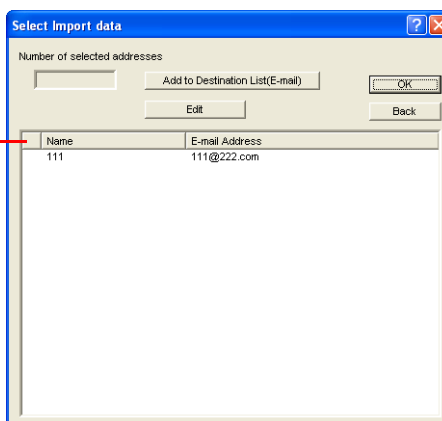 Select Import data
Number of selected addresses
Add to Destination List(E-mail)
OK
Edit
Back
Name E-mail Address
111 111@222.com